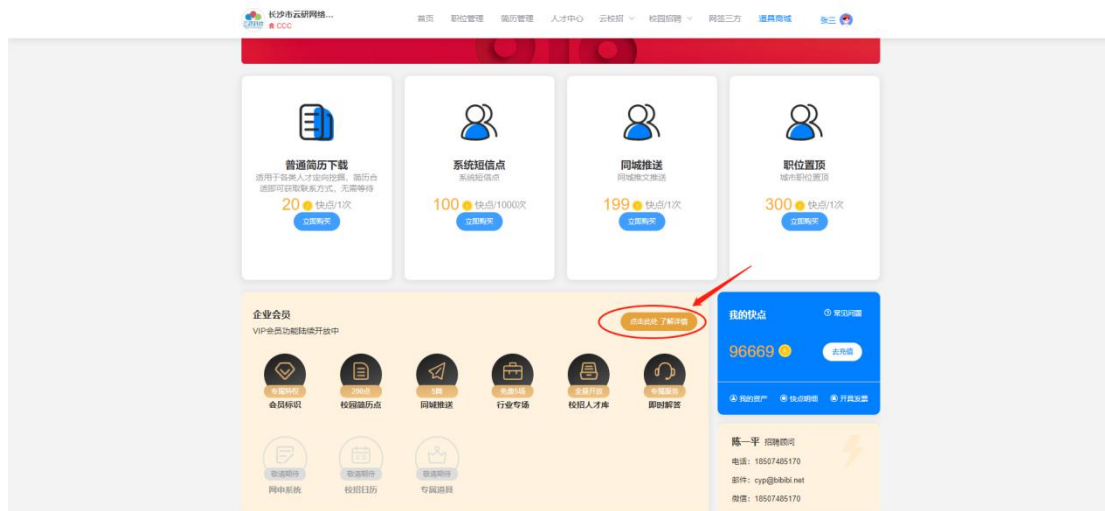 长沙市云研网络...
CCC
首页 职位管理 简历管理 人才中心 云校招 校园招聘 网签三方 道具商城 张三
普通简历下载
适用于各类人才定向挖掘，简历合
适即可获取联系方式，无需等待
20 快点/1次
立即购买
系统短信点
系统短信点
100 快点/1000次
立即购买
同城推送
同城推文推送
199 快点/1次
立即购买
职位置顶
城市职位置顶
300 快点/1次
立即购买
企业会员
VIP会员功能陆续开放中
点击此处 了解详情
专属特权
会员标识
200点
校园简历点
5篇
同城推送
免费5场
行业专场
全景开放
校招人才库
专属服务
即时解答
敬请期待
网申系统
敬请期待
校招日历
敬请期待
专属道具
我的快点
常见问题
96669
去充值
我的资产 快点明细 开具发票
陈一平 招聘顾问
电话：18507485170
邮件：cyp@bibibi.net
微信：18507485170